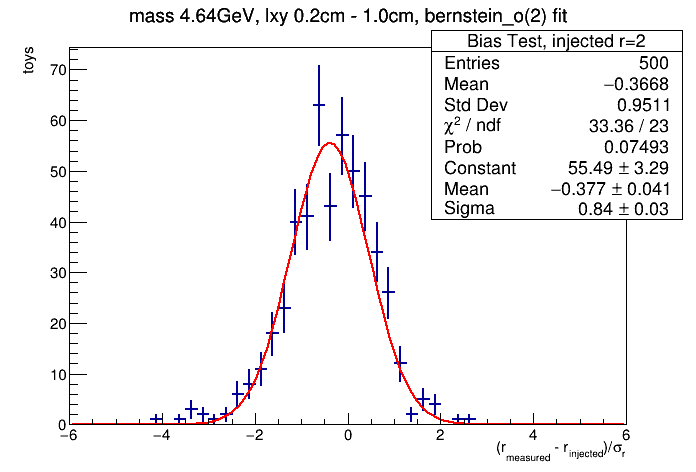 mass 4.64GeV, lxy 0.2cm - 1.0cm, bernstein_o(2) fit
toys
Bias Test, injected r=2
Entries 500
Mean −0.3668
Std Dev 0.9511
χ² / ndf 33.36 / 23
Prob 0.07493
Constant 55.49 ± 3.29
Mean −0.377 ± 0.041
Sigma 0.84 ± 0.03
70
60
50
40
30
20
10
0
−6 −4 −2 0 2 4 6
(r_measured - r_injected)/σ_r